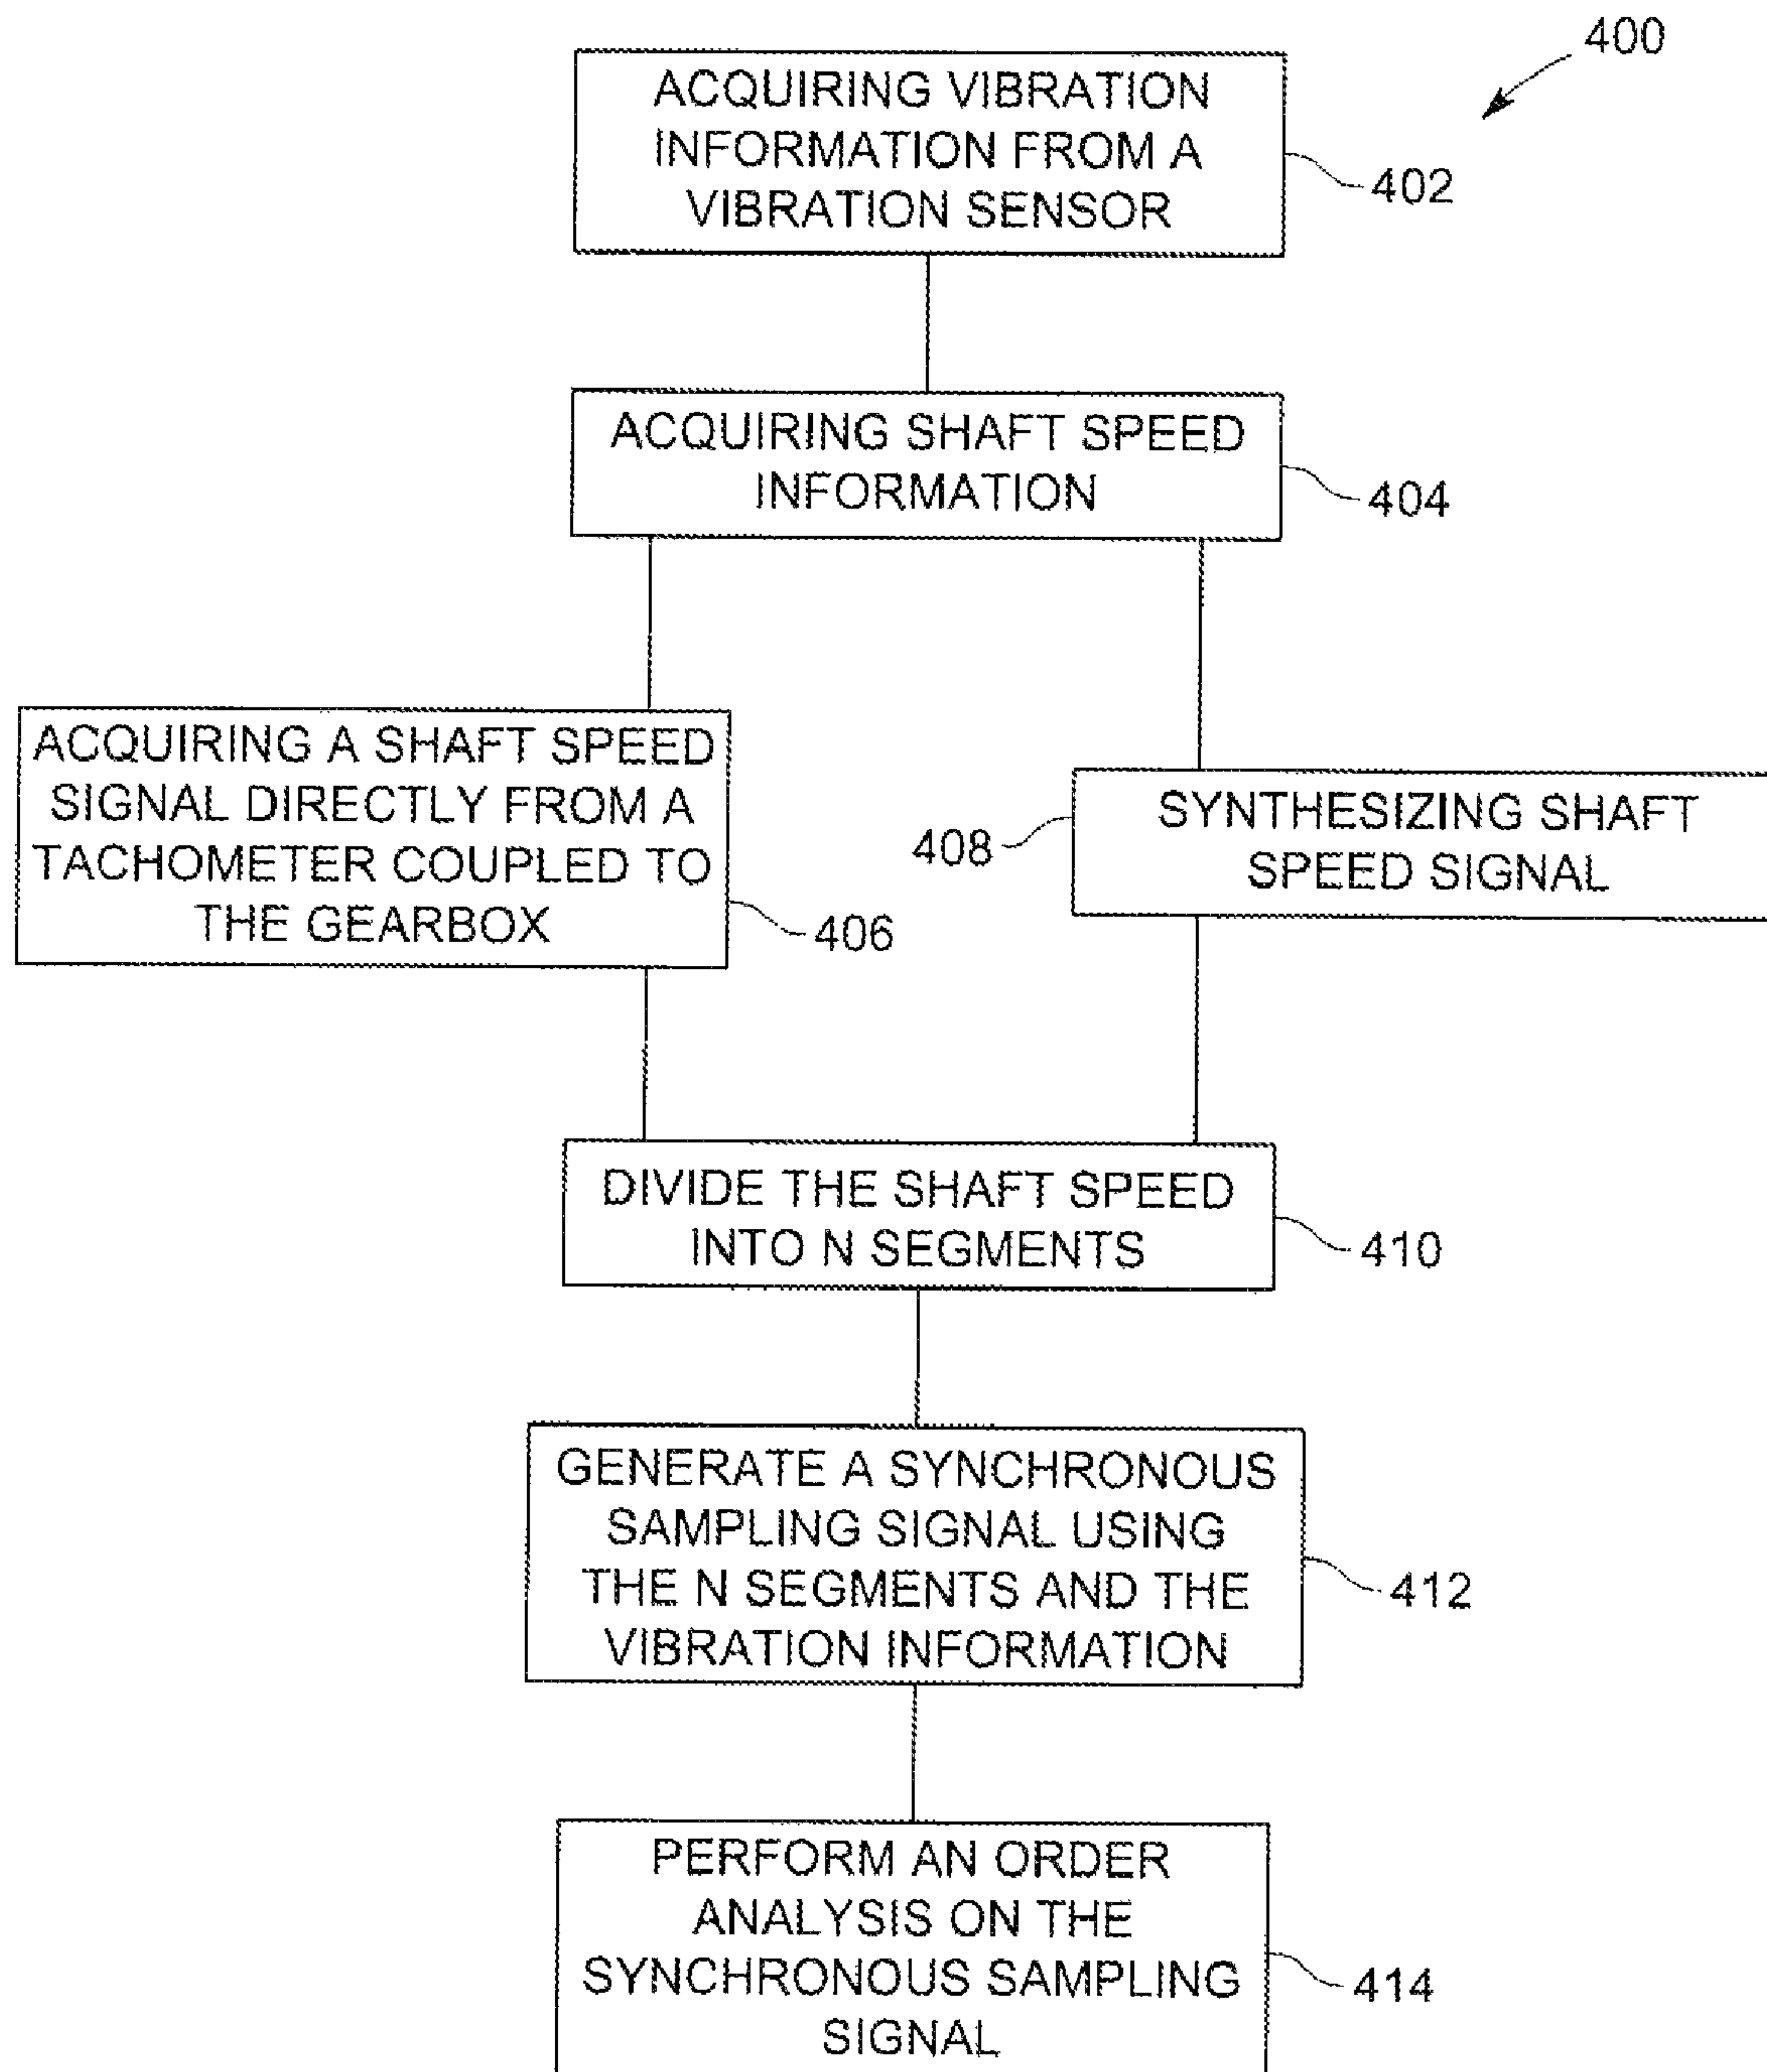 400
ACQUIRING VIBRATION
INFORMATION FROM A
VIBRATION SENSOR
402
ACQUIRING SHAFT SPEED
INFORMATION
404
ACQUIRING A SHAFT SPEED
SIGNAL DIRECTLY FROM A
TACHOMETER COUPLED TO
THE GEARBOX
406
408
SYNTHESIZING SHAFT
SPEED SIGNAL
DIVIDE THE SHAFT SPEED
INTO N SEGMENTS
410
GENERATE A SYNCHRONOUS
SAMPLING SIGNAL USING
THE N SEGMENTS AND THE
VIBRATION INFORMATION
412
PERFORM AN ORDER
ANALYSIS ON THE
SYNCHRONOUS SAMPLING
SIGNAL
414